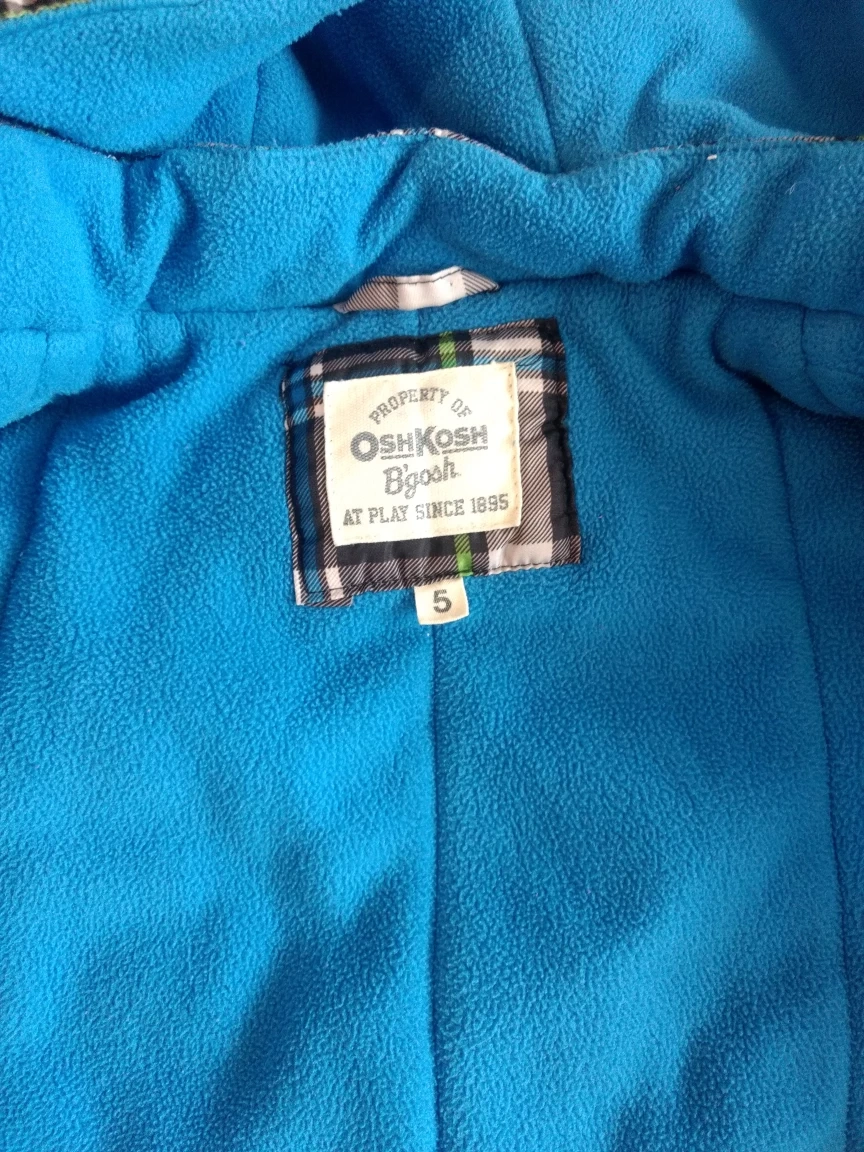 PROPERTY OF
OSHKOSH
B'gosh
AT PLAY SINCE 1895
5